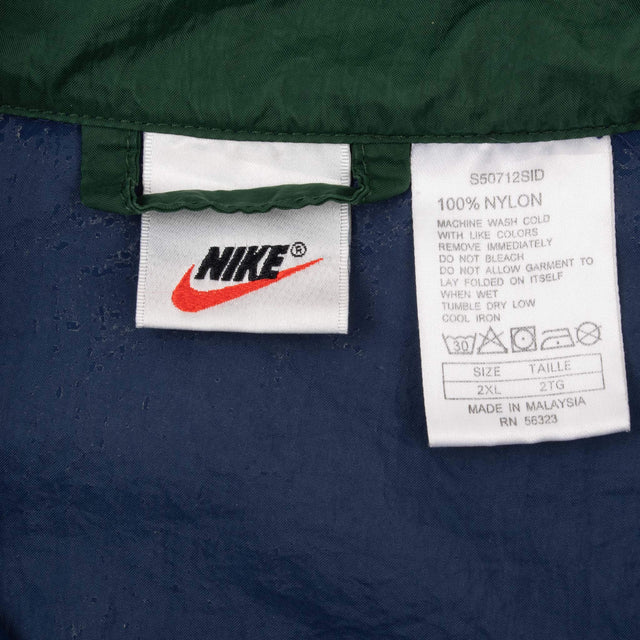 NIKE®
S50712SID
100% NYLON
MACHINE WASH COLD
WITH LIKE COLORS
REMOVE IMMEDIATELY
DO NOT BLEACH
DO NOT ALLOW GARMENT TO
LAY FOLDED ON ITSELF
WHEN WET
TUMBLE DRY LOW
COOL IRON
30
SIZE TAILLE
2XL 2TG
MADE IN MALAYSIA
RN 56323